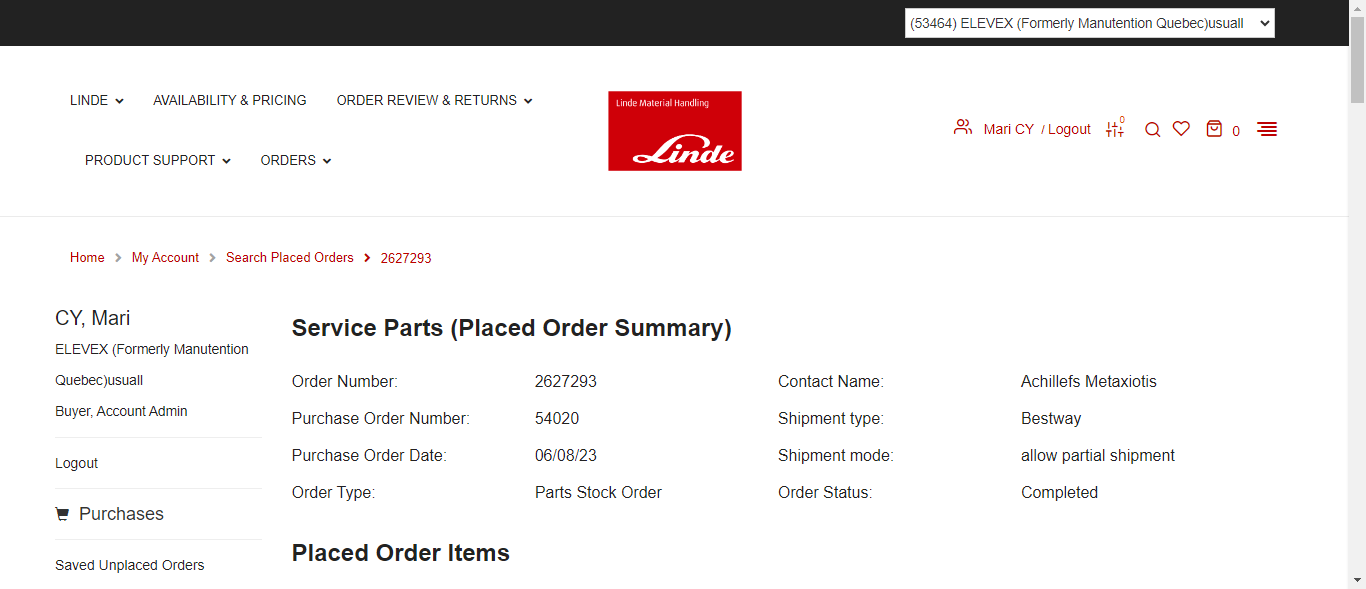 (53464) ELEVEX (Formerly Manutention Quebec)usuall
LINDE
AVAILABILITY & PRICING
ORDER REVIEW & RETURNS
PRODUCT SUPPORT
ORDERS
Linde Material Handling
Linde
Mari CY / Logout
0
0
Home > My Account > Search Placed Orders > 2627293
CY, Mari
ELEVEX (Formerly Manutention
Quebec)usuall
Buyer, Account Admin
Logout
Purchases
Saved Unplaced Orders
Service Parts (Placed Order Summary)
Order Number: 2627293 Contact Name: Achillefs Metaxiotis
Purchase Order Number: 54020 Shipment type: Bestway
Purchase Order Date: 06/08/23 Shipment mode: allow partial shipment
Order Type: Parts Stock Order Order Status: Completed
Placed Order Items